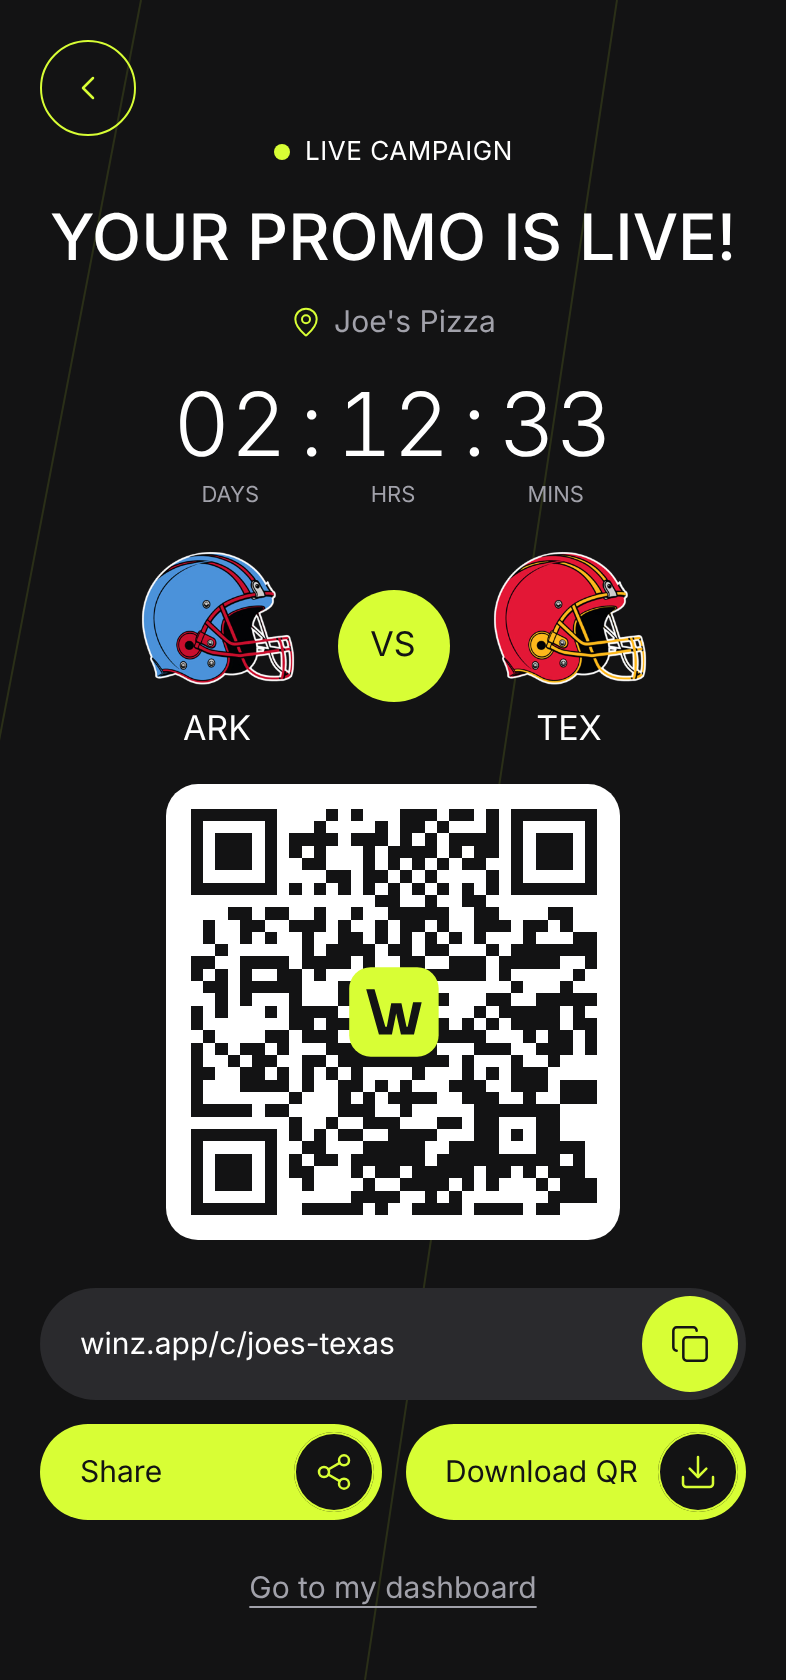 LIVE CAMPAIGN
YOUR PROMO IS LIVE!
Joe's Pizza
02 : 12 : 33
DAYS HRS MINS
VS
ARK TEX
W
winz.app/c/joes-texas
Share Download QR
Go to my dashboard